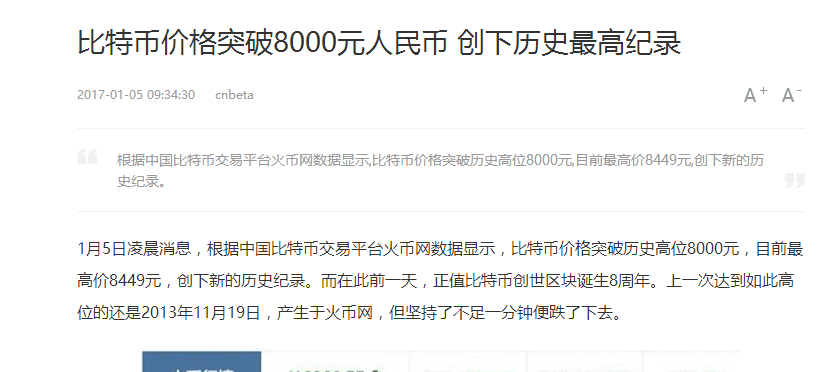 比特币价格突破8000元人民币 创下历史最高纪录
2017-01-05 09:34:30 cnbeta A+ A-
根据中国比特币交易平台火币网数据显示,比特币价格突破历史高位8000元,目前最高价8449元,创下新的历
史纪录。
1月5日凌晨消息，根据中国比特币交易平台火币网数据显示，比特币价格突破历史高位8000元，目前最
高价8449元，创下新的历史纪录。而在此前一天，正值比特币创世区块诞生8周年。上一次达到如此高
位的还是2013年11月19日，产生于火币网，但坚持了不足一分钟便跌了下去。